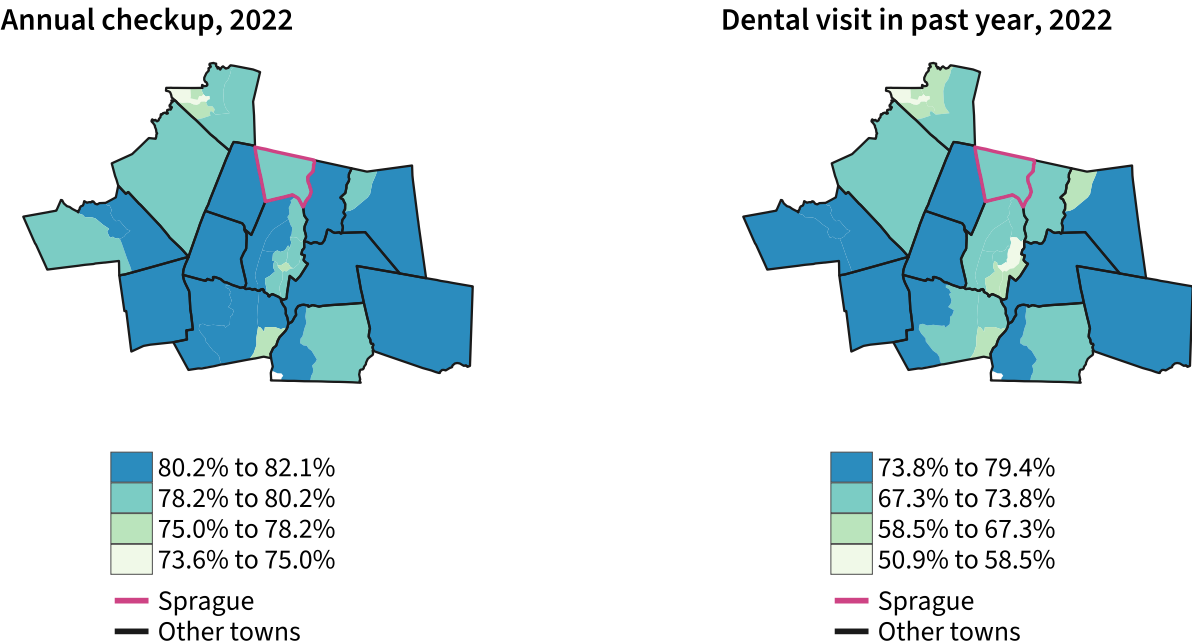 Annual checkup, 2022
80.2% to 82.1%
78.2% to 80.2%
75.0% to 78.2%
73.6% to 75.0%
Sprague
Other towns
Dental visit in past year, 2022
73.8% to 79.4%
67.3% to 73.8%
58.5% to 67.3%
50.9% to 58.5%
Sprague
Other towns